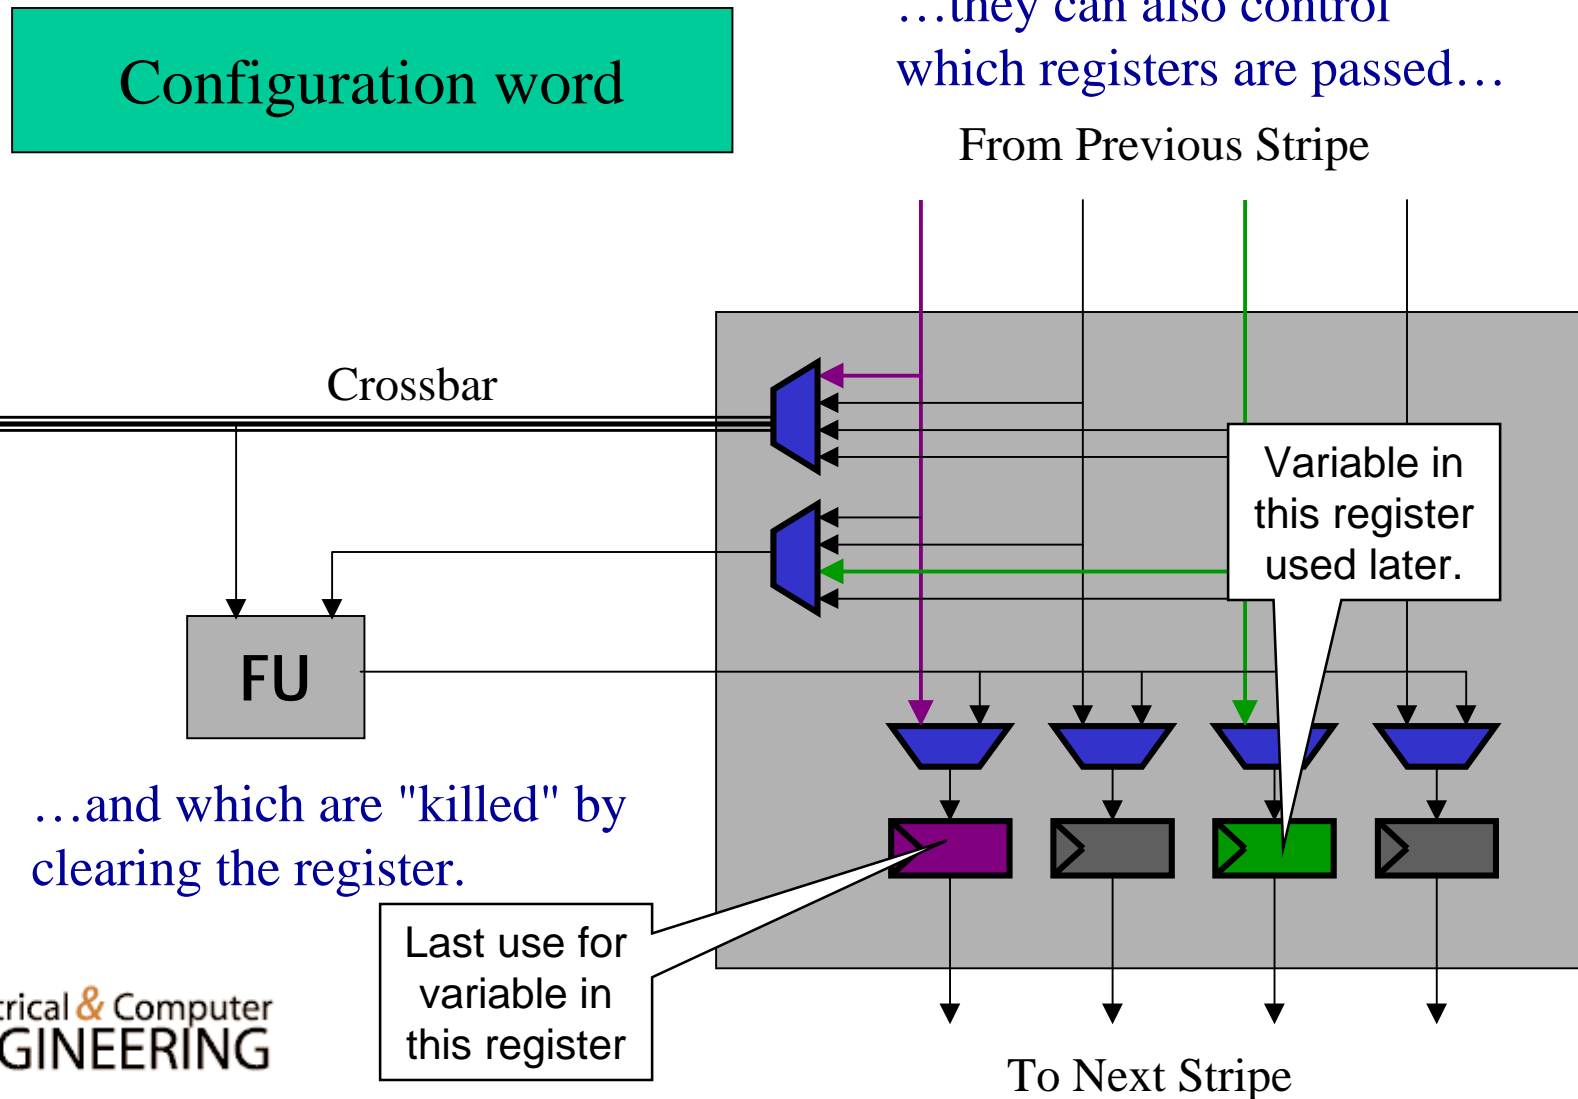 …they can also control
which registers are passed…
Configuration word
From Previous Stripe
Crossbar
Variable in
this register
used later.
FU
…and which are "killed" by
clearing the register.
Last use for
variable in
this register
trical & Computer
GINEERING
To Next Stripe